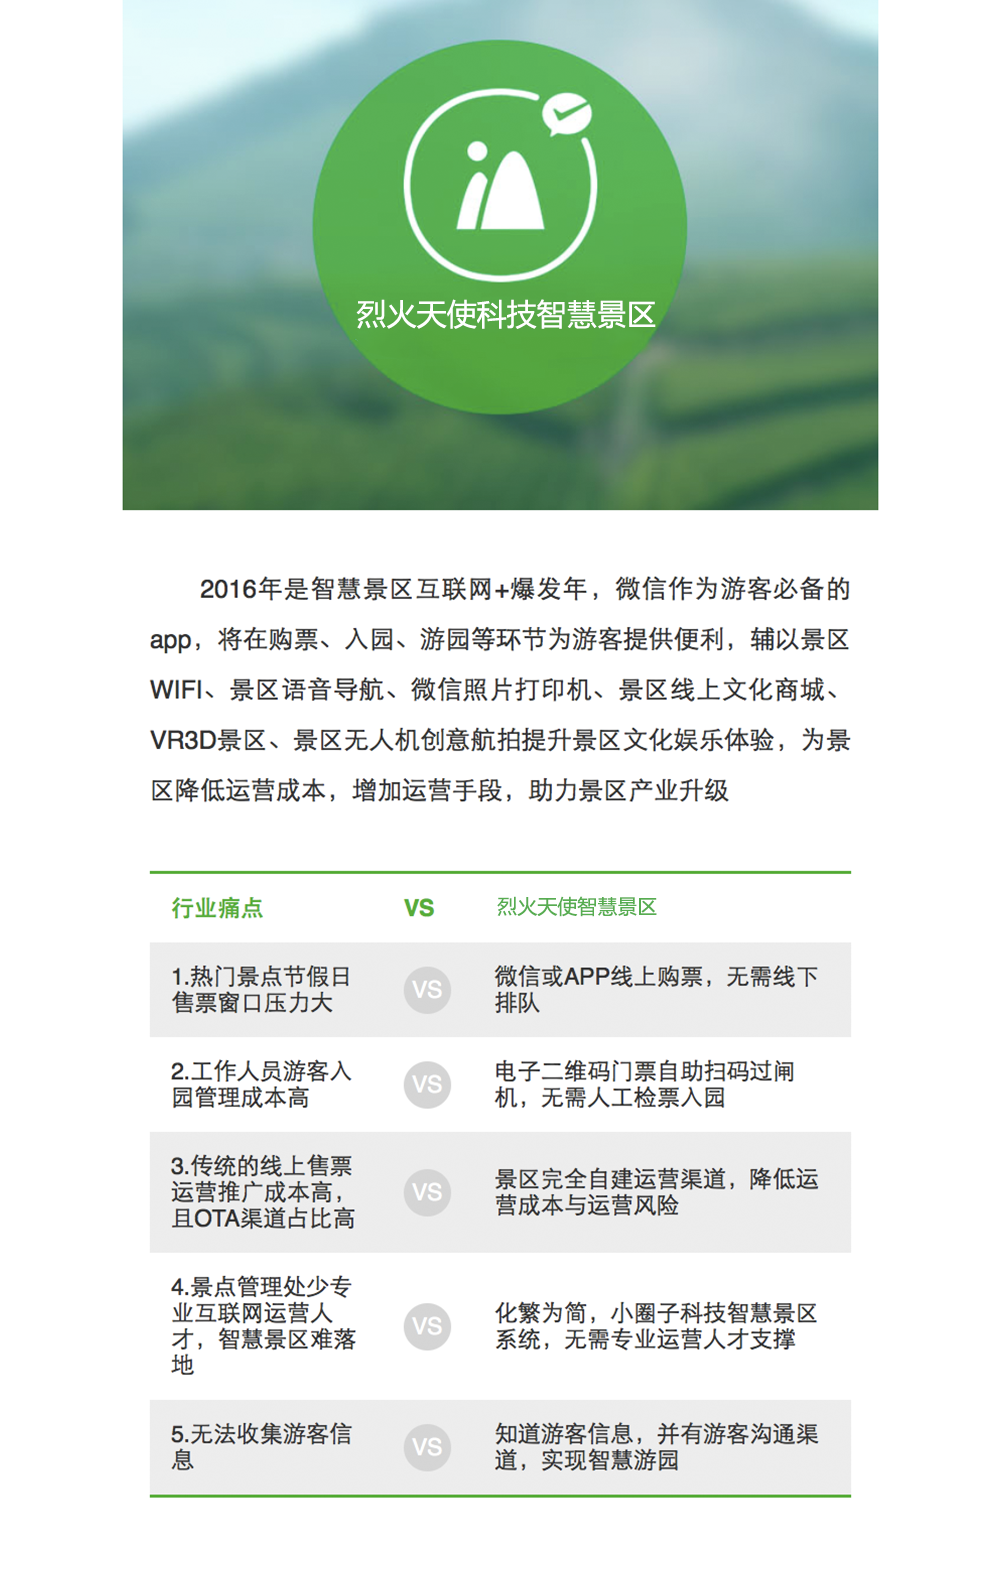 烈火天使科技智慧景区
2016年是智慧景区互联网+爆发年，微信作为游客必备的
app，将在购票、入园、游园等环节为游客提供便利，辅以景区
WIFI、景区语音导航、微信照片打印机、景区线上文化商城、
VR3D景区、景区无人机创意航拍提升景区文化娱乐体验，为景
区降低运营成本，增加运营手段，助力景区产业升级
行业痛点 VS 烈火天使智慧景区
1.热门景点节假日
售票窗口压力大
VS
微信或APP线上购票，无需线下
排队
2.工作人员游客入
园管理成本高
VS
电子二维码门票自助扫码过闸
机，无需人工检票入园
3.传统的线上售票
运营推广成本高，
且OTA渠道占比高
VS
景区完全自建运营渠道，降低运
营成本与运营风险
4.景点管理处少专
业互联网运营人
才，智慧景区难落
地
VS
化繁为简，小圈子科技智慧景区
系统，无需专业运营人才支撑
5.无法收集游客信
息
VS
知道游客信息，并有游客沟通渠
道，实现智慧游园